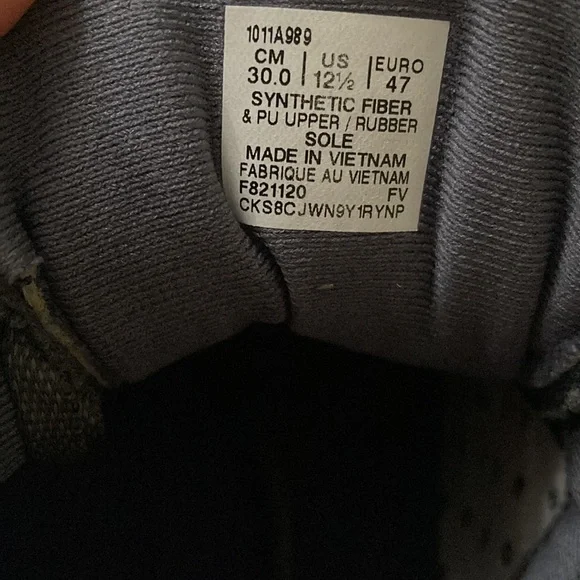 1011A989
CM | US | EURO
30.0 | 12½ | 47
SYNTHETIC FIBER
& PU UPPER / RUBBER
SOLE
MADE IN VIETNAM
FABRIQUE AU VIETNAM
F821120 FV
CKS8CJWN9Y1RYNP